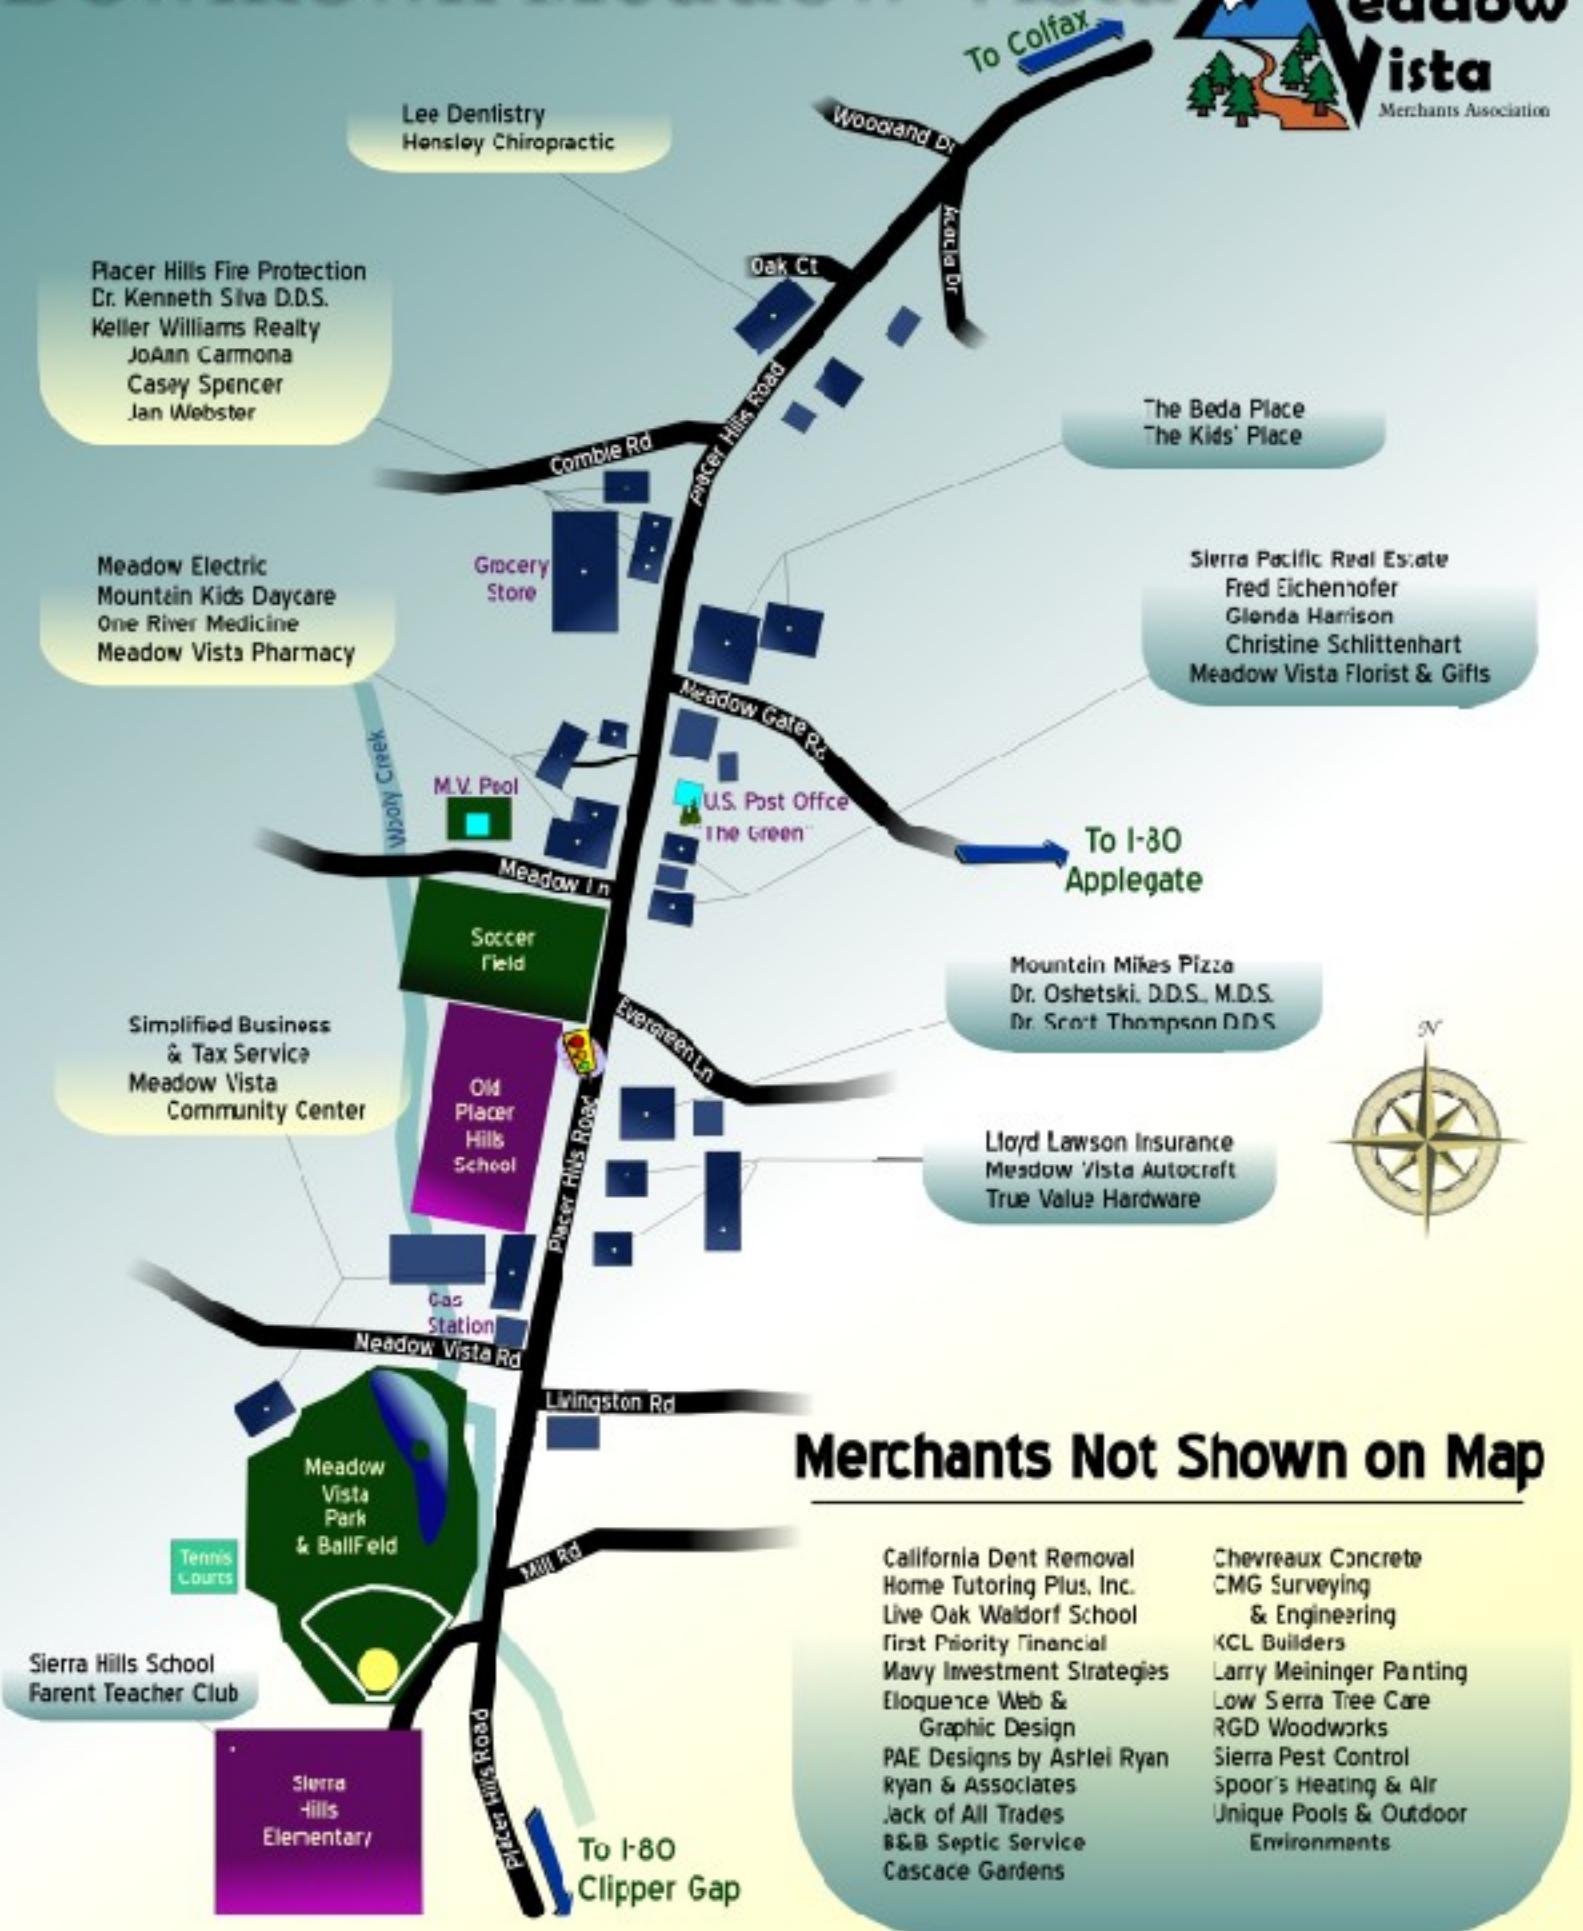 To Colfax
Meadow
Vista
Merchants Association
Lee Dentistry
Hensley Chiropractic
Woodland Dr
Acacia Dr
Oak Ct
Placer Hills Fire Protection
Dr. Kenneth Silva D.D.S.
Keller Williams Realty
JoAnn Carmona
Casey Spencer
Jan Webster
Placer Hills Road
Combie Rd
The Beda Place
The Kids' Place
Grocery
Store
Meadow Electric
Mountain Kids Daycare
One River Medicine
Meadow Vista Pharmacy
Sierra Pacific Real Estate
Fred Eichenhofer
Glenda Harrison
Christine Schlittenhart
Meadow Vista Florist & Gifts
Meadow Gate Rd
Wooly Creek
M.V. Pool
U.S. Post Office
"The Green"
To I-80
Applegate
Meadow Ln
Soccer
Field
Mountain Mikes Pizza
Dr. Oshetski, D.D.S., M.D.S.
Dr. Scott Thompson D.D.S.
Evergreen Ln
Simplified Business
& Tax Service
Meadow Vista
Community Center
N
Old
Placer
Hills
School
Placer Hills Road
Lloyd Lawson Insurance
Meadow Vista Autocraft
True Value Hardware
Gas
Station
Meadow Vista Rd
Livingston Rd
Meadow
Vista
Park
& BallField
Tennis
Courts
Mill Rd
Sierra Hills School
Parent Teacher Club
Sierra
Hills
Elementary
Placer Hills Road
To I-80
Clipper Gap
Merchants Not Shown on Map
California Dent Removal
Home Tutoring Plus, Inc.
Live Oak Waldorf School
First Priority Financial
Mavy Investment Strategies
Eloquence Web &
Graphic Design
PAE Designs by Ashlei Ryan
Ryan & Associates
Jack of All Trades
B&B Septic Service
Cascace Gardens
Chevreaux Concrete
CMG Surveying
& Engineering
KCL Builders
Larry Meininger Painting
Low Sierra Tree Care
RGD Woodworks
Sierra Pest Control
Spoor's Heating & Air
Unique Pools & Outdoor
Environments